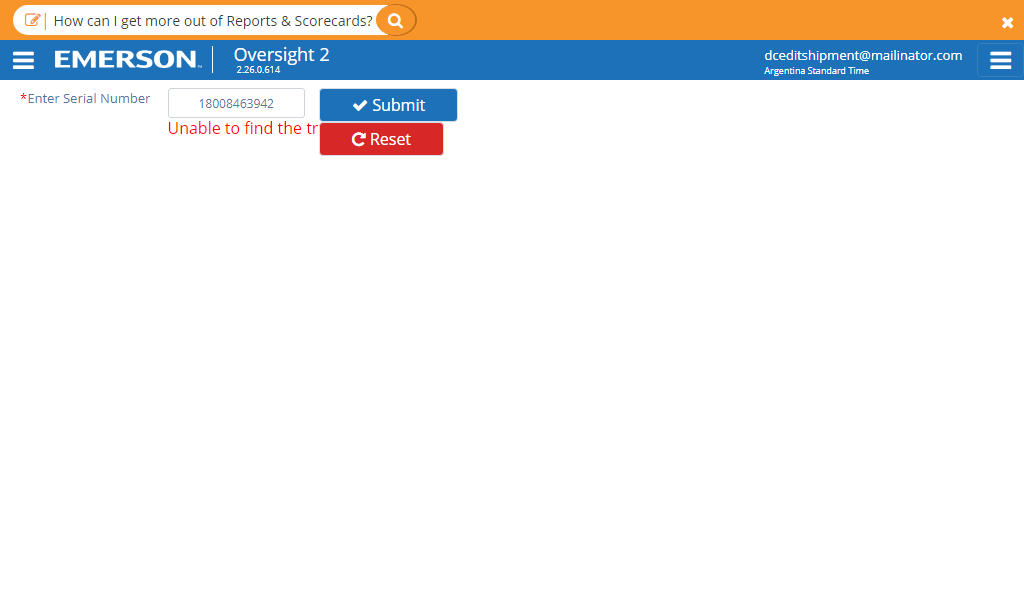 How can I get more out of Reports & Scorecards?
EMERSON
Oversight 2
2.26.0.614
dceditshipment@mailinator.com
Argentina Standard Time
*Enter Serial Number
18008463942
Submit
Unable to find the tr
Reset